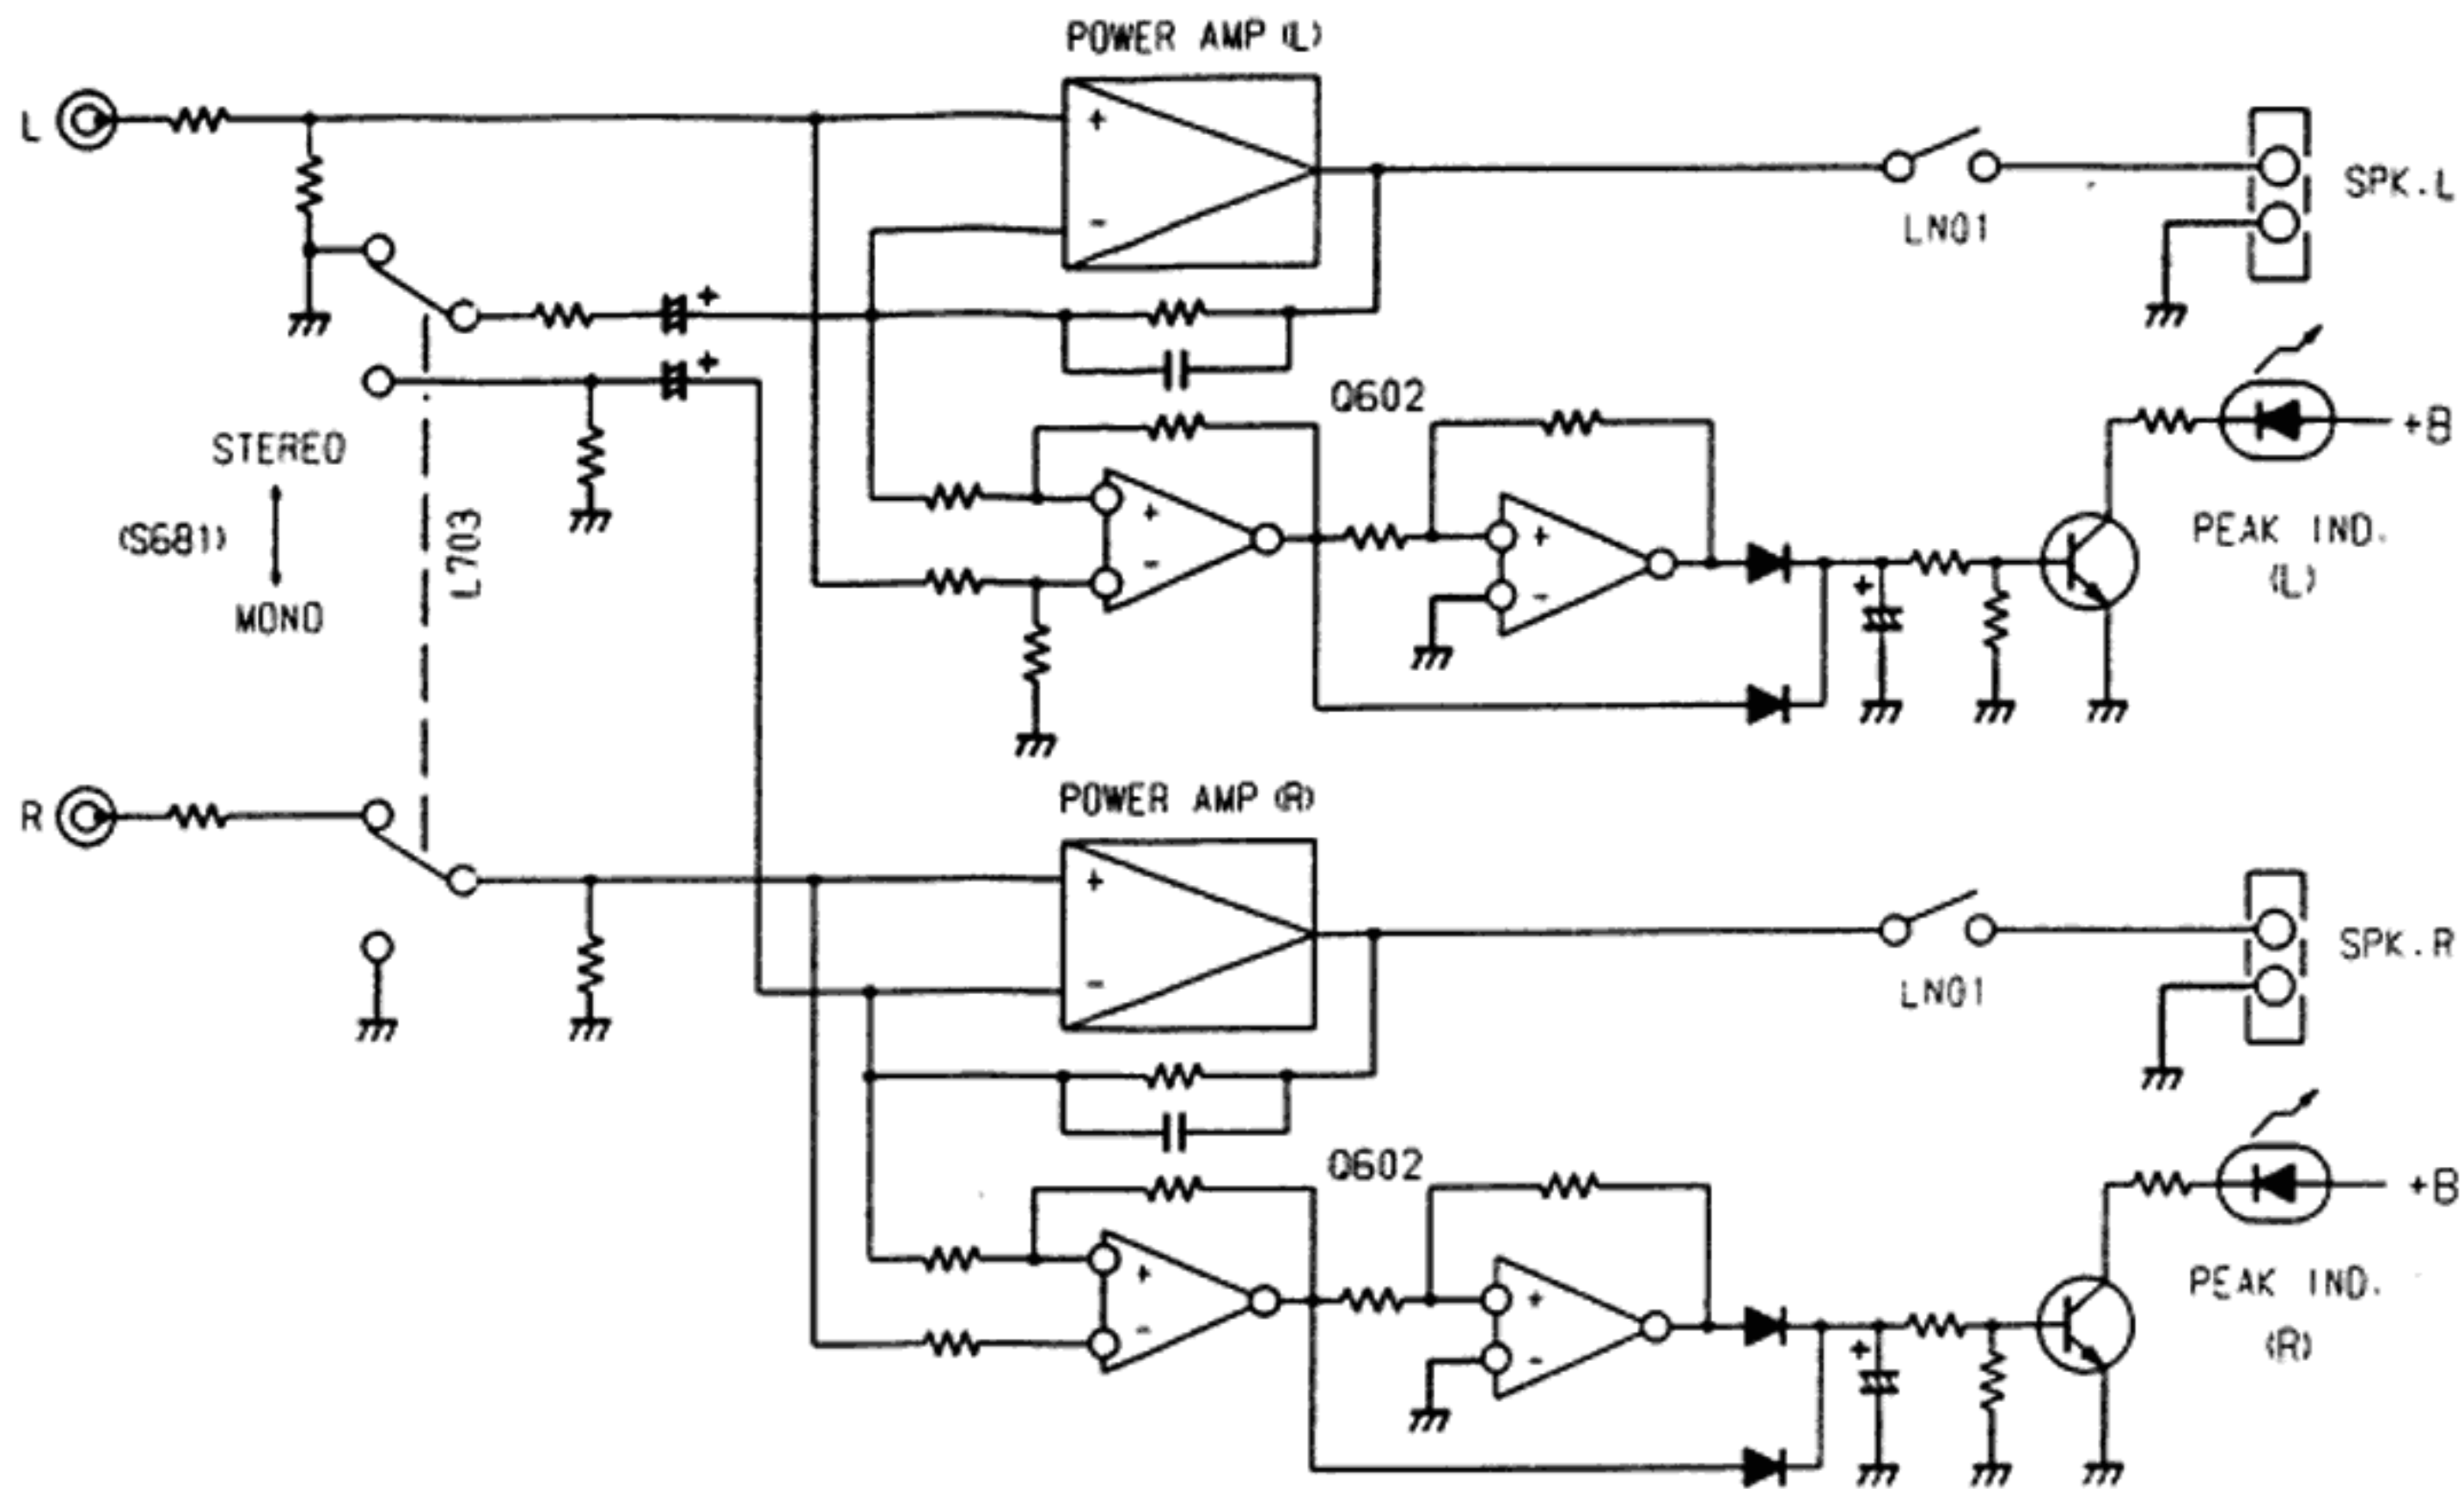 POWER AMP (L)
L
+
-
SPK.L
LN01
+
+
Q602
+B
STEREO
(S681)
MONO
L703
+
-
+
-
+
PEAK IND.
(L)
POWER AMP (R)
R
+
-
SPK.R
LN01
Q602
+B
+
-
+
-
+
PEAK IND.
(R)